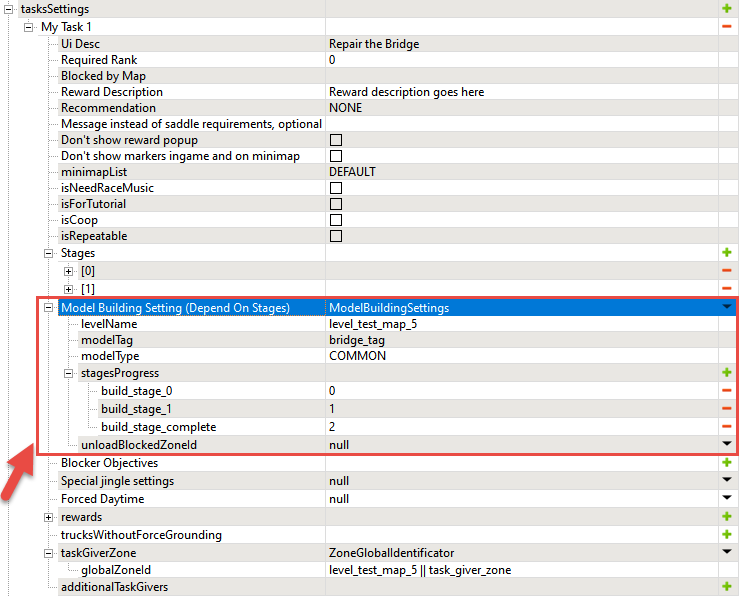 tasksSettings
My Task 1
Ui Desc Repair the Bridge
Required Rank 0
Blocked by Map
Reward Description Reward description goes here
Recommendation NONE
Message instead of saddle requirements, optional
Don't show reward popup
Don't show markers ingame and on minimap
minimapList DEFAULT
isNeedRaceMusic
isForTutorial
isCoop
isRepeatable
Stages
[0]
[1]
Model Building Setting (Depend On Stages) ModelBuildingSettings
levelName level_test_map_5
modelTag bridge_tag
modelType COMMON
stagesProgress
build_stage_0 0
build_stage_1 1
build_stage_complete 2
unloadBlockedZoneId null
Blocker Objectives
Special jingle settings null
Forced Daytime null
rewards
trucksWithoutForceGrounding
taskGiverZone ZoneGlobalIdentificator
globalZoneId level_test_map_5 || task_giver_zone
additionalTaskGivers